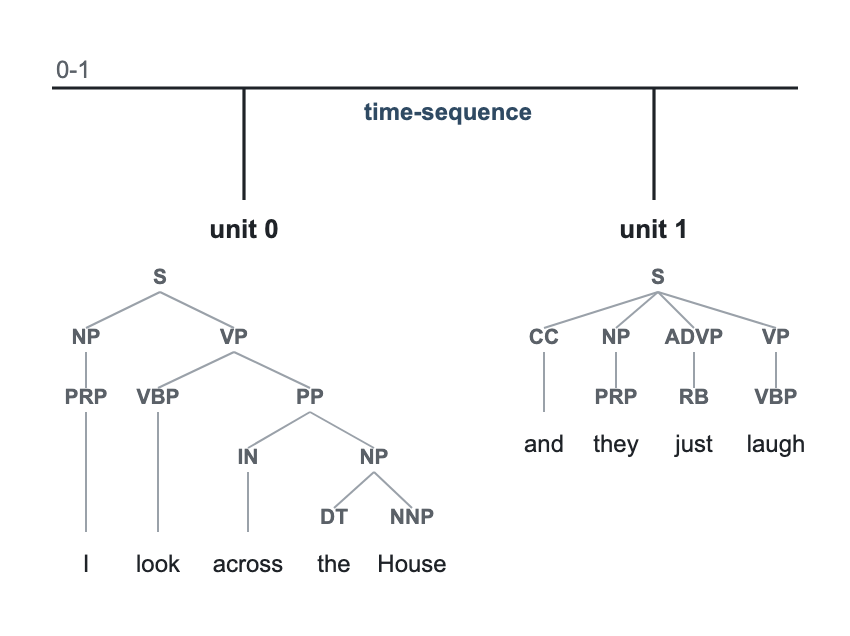 0-1
time-sequence
unit 0 unit 1
S S
NP VP CC NP ADVP VP
PRP VBP PP PRP RB VBP
and they just laugh
IN NP
DT NNP
I look across the House